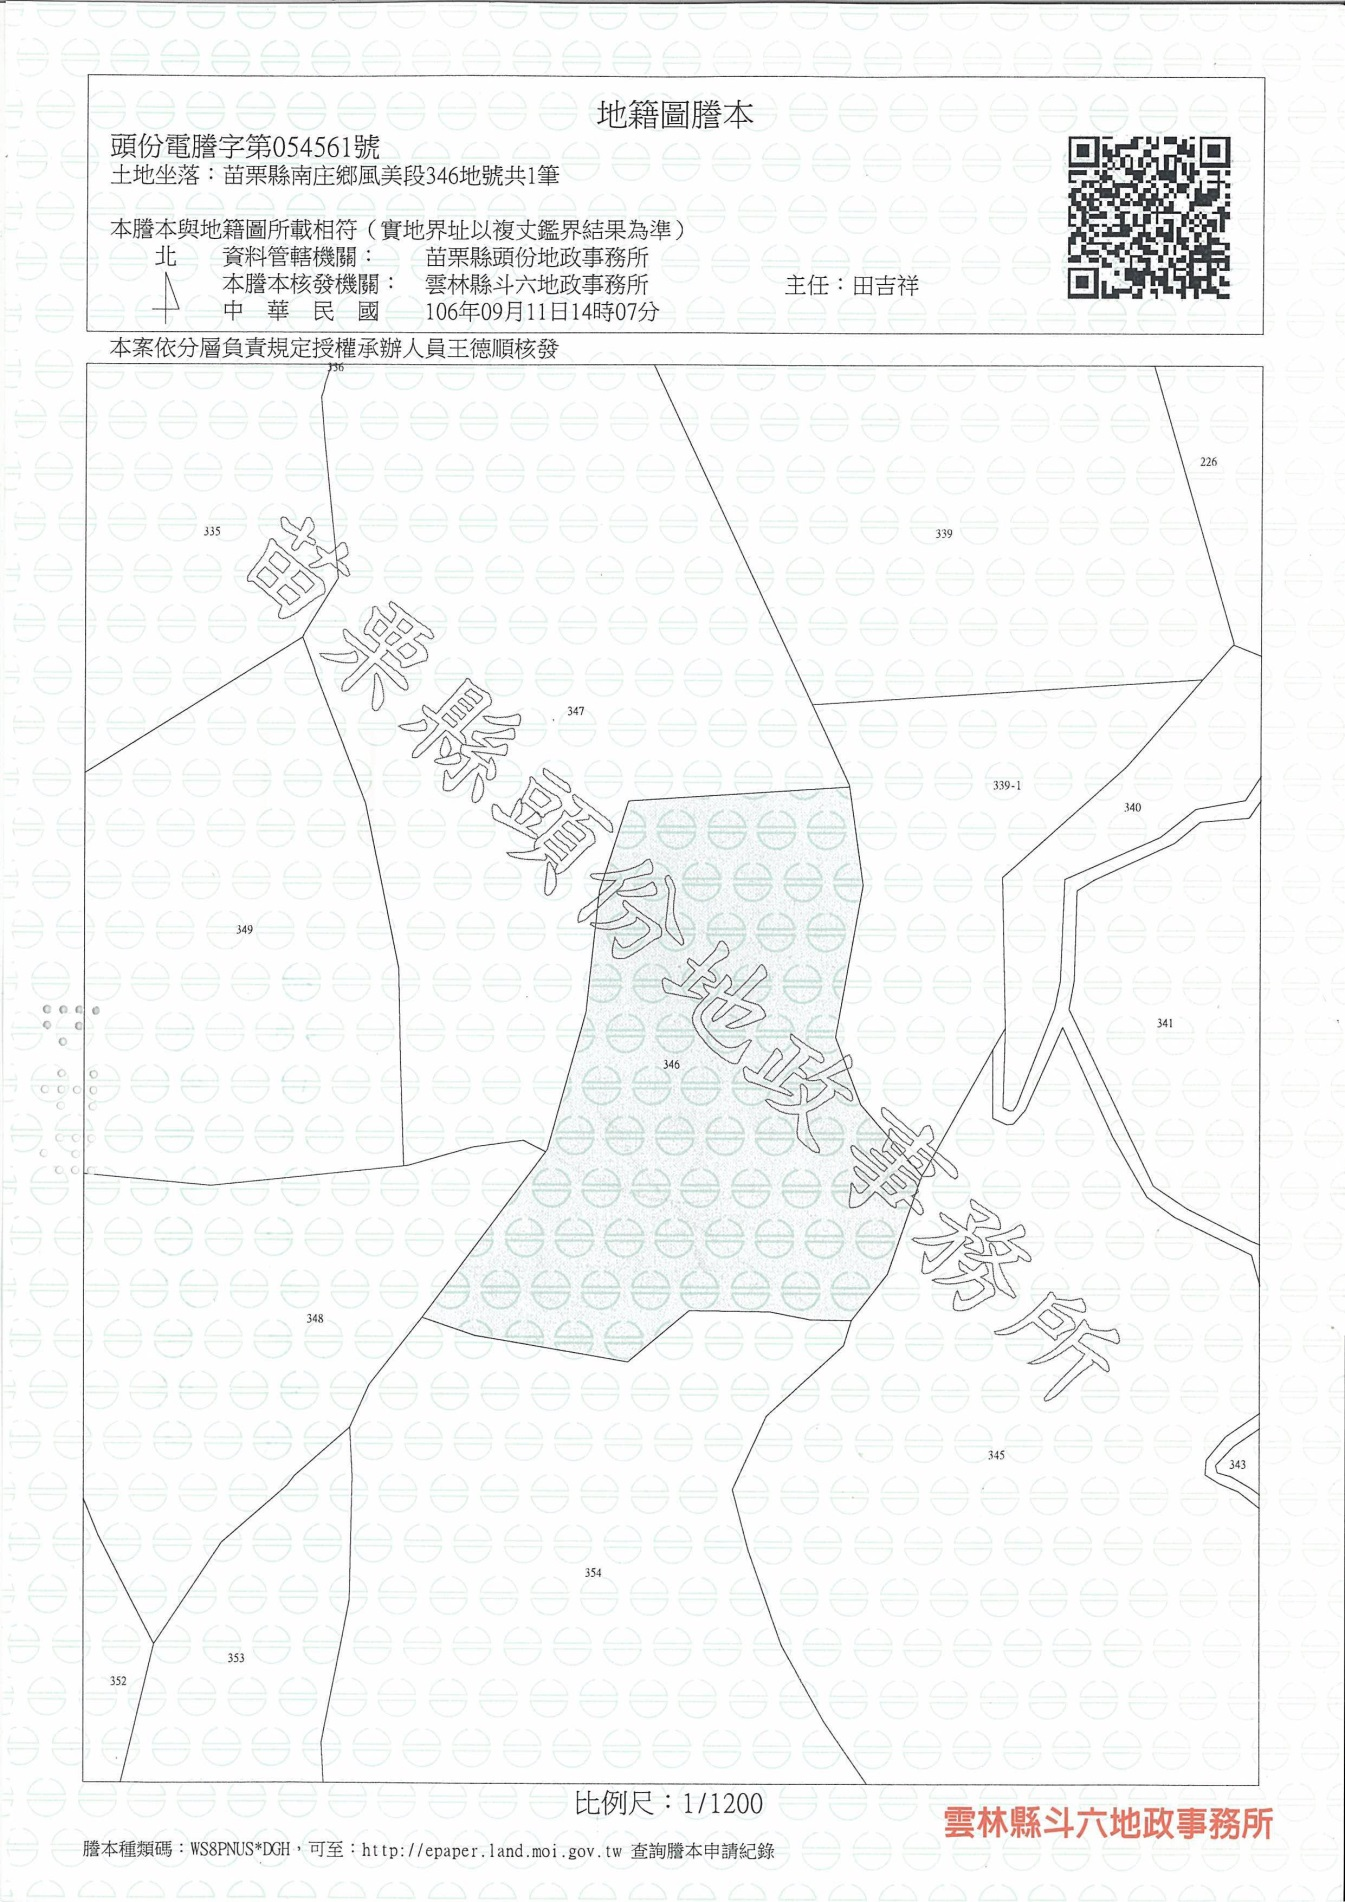 地籍圖謄本
頭份電謄字第054561號
土地坐落：苗栗縣南庄鄉風美段346地號共1筆
本謄本與地籍圖所載相符（實地界址以複丈鑑界結果為準）
北 資料管轄機關： 苗栗縣頭份地政事務所
本謄本核發機關： 雲林縣斗六地政事務所 主任：田吉祥
中 華 民 國 106年09月11日14時07分
本案依分層負責規定授權承辦人員王德順核發
336
226
335
339
347
339-1
340
349
341
346
348
345
343
354
353
352
苗栗縣頭份地政事務所
比例尺：1/1200
雲林縣斗六地政事務所
謄本種類碼：WS8PNUS*DGH，可至：http://epaper.land.moi.gov.tw 查詢謄本申請紀錄